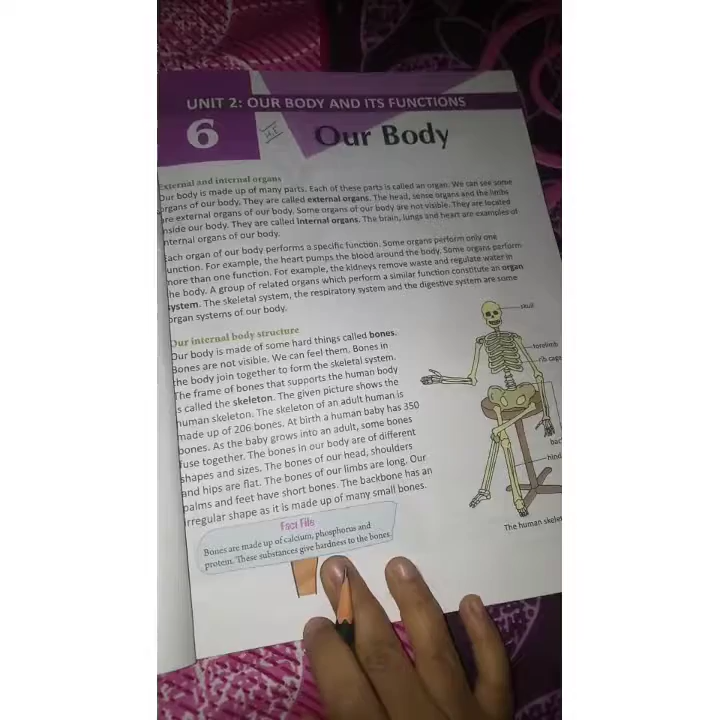 UNIT 2: OUR BODY AND ITS FUNCTIONS
6
Our Body
External and internal organs
Our body is made up of many parts. Each of these parts is called an organ. We can see some
organs of our body. They are called external organs. The head, sense organs and the limbs
are external organs of our body. Some organs of our body are not visible. They are located
inside our body. They are called internal organs. The brain, lungs and heart are examples of
internal organs of our body.
Each organ of our body performs a specific function. Some organs perform only one
function. For example, the heart pumps the blood around the body. Some organs perform
more than one function. For example, the kidneys remove waste and regulate water in
the body. A group of related organs which perform a similar function constitute an organ
system. The skeletal system, the respiratory system and the digestive system are some
organ systems of our body.
Our internal body structure
Our body is made of some hard things called bones.
Bones are not visible. We can feel them. Bones in
the body join together to form the skeletal system.
The frame of bones that supports the human body
is called the skeleton. The given picture shows the
human skeleton. The skeleton of an adult human is
made up of 206 bones. At birth a human baby has 350
bones. As the baby grows into an adult, some bones
fuse together. The bones in our body are of different
shapes and sizes. The bones of our head, shoulders
and hips are flat. The bones of our limbs are long. Our
palms and feet have short bones. The backbone has an
irregular shape as it is made up of many small bones.
skull
forelimb
rib cage
bac
hind
The human skelet
Fact File
Bones are made up of calcium, phosphorus and
protein. These substances give hardness to the bones.